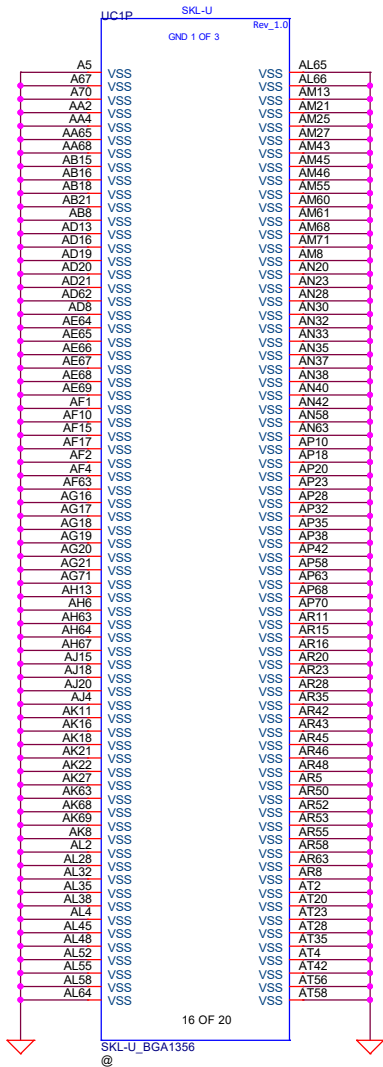 UC1P SKL-U
Rev_1.0
GND 1 OF 3
A5 VSS VSS AL65
A67 VSS VSS AL66
A70 VSS VSS AM13
AA2 VSS VSS AM21
AA4 VSS VSS AM25
AA65 VSS VSS AM27
AA68 VSS VSS AM43
AB15 VSS VSS AM45
AB16 VSS VSS AM46
AB18 VSS VSS AM55
AB21 VSS VSS AM60
AB8 VSS VSS AM61
AD13 VSS VSS AM68
AD16 VSS VSS AM71
AD19 VSS VSS AM8
AD20 VSS VSS AN20
AD21 VSS VSS AN23
AD62 VSS VSS AN28
AD8 VSS VSS AN30
AE64 VSS VSS AN32
AE65 VSS VSS AN33
AE66 VSS VSS AN35
AE67 VSS VSS AN37
AE68 VSS VSS AN38
AE69 VSS VSS AN40
AF1 VSS VSS AN42
AF10 VSS VSS AN58
AF15 VSS VSS AN63
AF17 VSS VSS AP10
AF2 VSS VSS AP18
AF4 VSS VSS AP20
AF63 VSS VSS AP23
AG16 VSS VSS AP28
AG17 VSS VSS AP32
AG18 VSS VSS AP35
AG19 VSS VSS AP38
AG20 VSS VSS AP42
AG21 VSS VSS AP58
AG71 VSS VSS AP63
AH13 VSS VSS AP68
AH6 VSS VSS AP70
AH63 VSS VSS AR11
AH64 VSS VSS AR15
AH67 VSS VSS AR16
AJ15 VSS VSS AR20
AJ18 VSS VSS AR23
AJ20 VSS VSS AR28
AJ4 VSS VSS AR35
AK11 VSS VSS AR42
AK16 VSS VSS AR43
AK18 VSS VSS AR45
AK21 VSS VSS AR46
AK22 VSS VSS AR48
AK27 VSS VSS AR5
AK63 VSS VSS AR50
AK68 VSS VSS AR52
AK69 VSS VSS AR53
AK8 VSS VSS AR55
AL2 VSS VSS AR58
AL28 VSS VSS AR63
AL32 VSS VSS AR8
AL35 VSS VSS AT2
AL38 VSS VSS AT20
AL4 VSS VSS AT23
AL45 VSS VSS AT28
AL48 VSS VSS AT35
AL52 VSS VSS AT4
AL55 VSS VSS AT42
AL58 VSS VSS AT56
AL64 VSS VSS AT58
16 OF 20
SKL-U_BGA1356
@